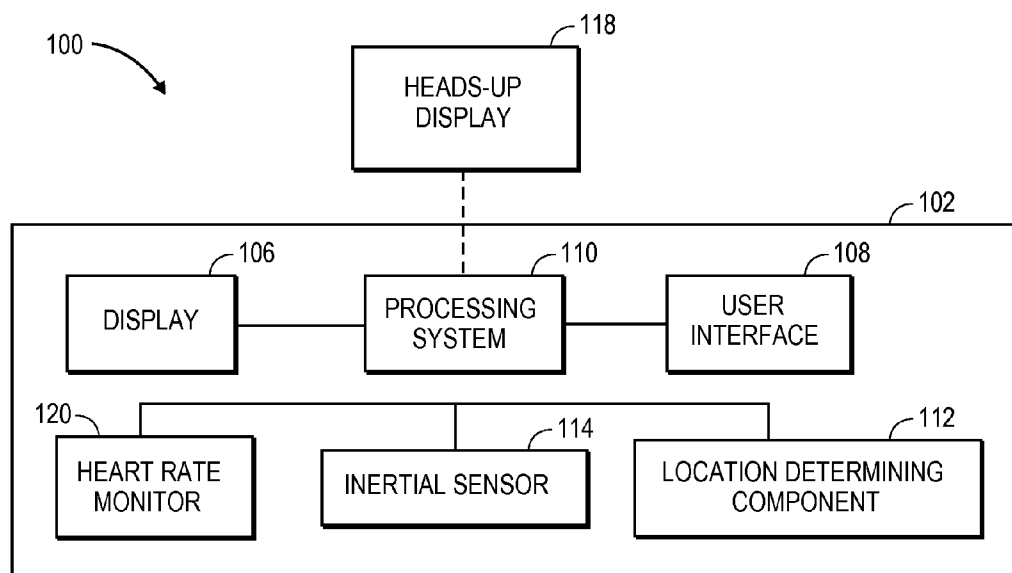 118
100
HEADS-UP
DISPLAY
102
106
110
108
DISPLAY
PROCESSING
SYSTEM
USER
INTERFACE
120
114
112
HEART RATE
MONITOR
INERTIAL SENSOR
LOCATION DETERMINING
COMPONENT